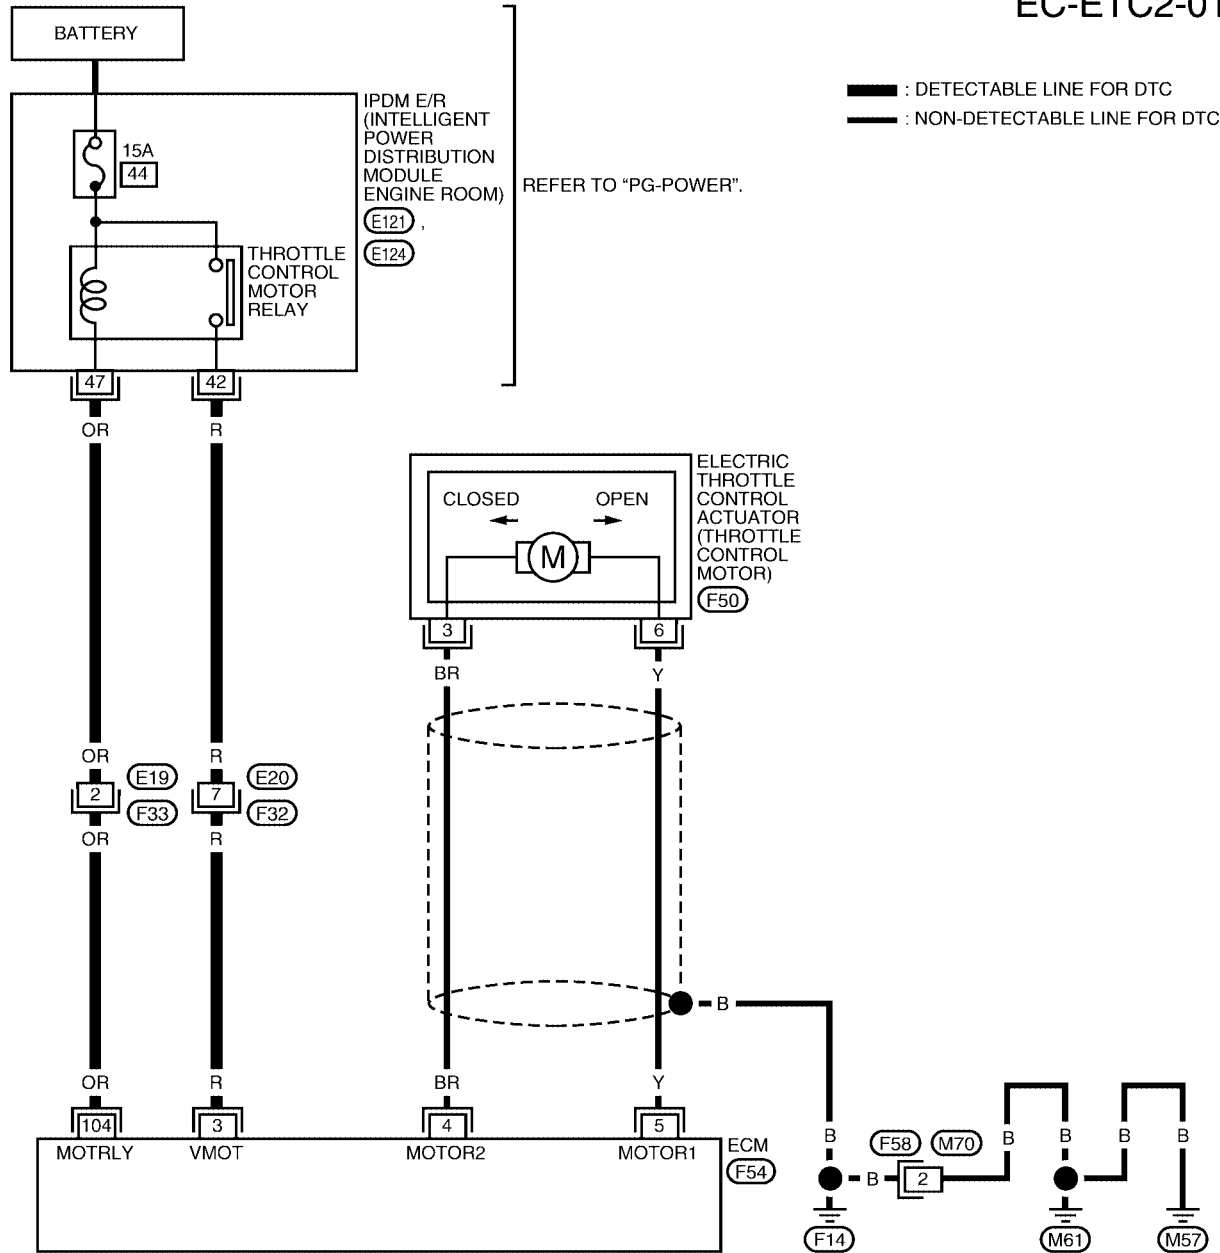 EC-ETC2-01
BATTERY
: DETECTABLE LINE FOR DTC
: NON-DETECTABLE LINE FOR DTC
IPDM E/R
(INTELLIGENT
POWER
DISTRIBUTION
MODULE
ENGINE ROOM)
E121 ,
E124
15A
44
REFER TO “PG-POWER”.
THROTTLE
CONTROL
MOTOR
RELAY
47 42
OR R
ELECTRIC
THROTTLE
CONTROL
ACTUATOR
(THROTTLE
CONTROL
MOTOR)
F50
CLOSED OPEN
M
3 6
BR Y
OR R
2 E19 7 E20
F33 F32
OR R
B
OR R BR Y
104 3 4 5
MOTRLY VMOT MOTOR2 MOTOR1
ECM
F54
B B B B B
F58 M70
B 2
F14 M61 M57